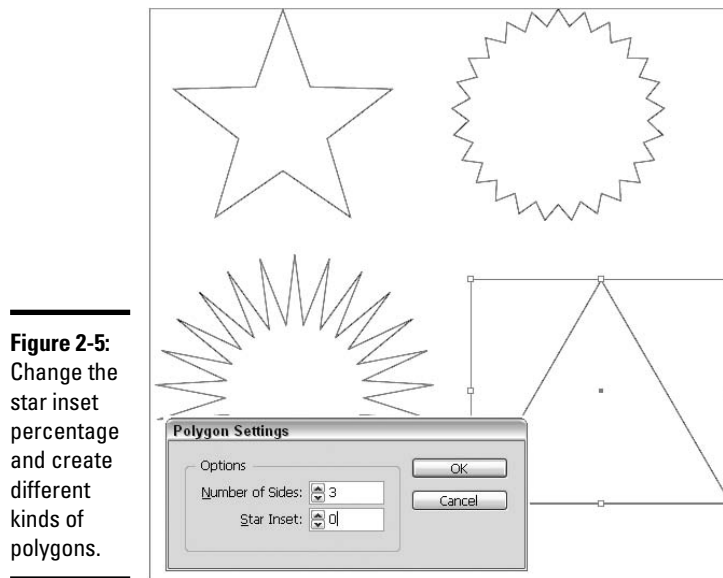 Figure 2-5:
Change the
star inset
percentage
and create
different
kinds of
polygons.
Polygon Settings
Options
Number of Sides: 3
Star Inset: 0
OK
Cancel